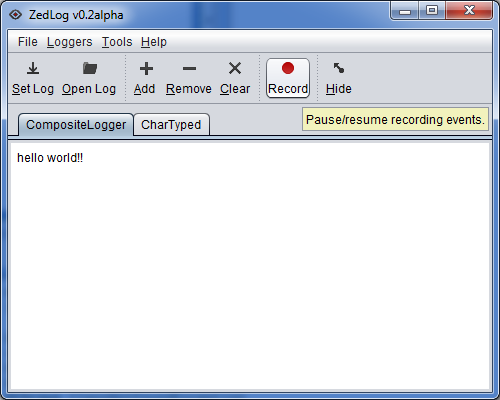 ZedLog v0.2alpha
File Loggers Tools Help
Set Log Open Log Add Remove Clear Record Hide
CompositeLogger CharTyped Pause/resume recording events.
hello world!!